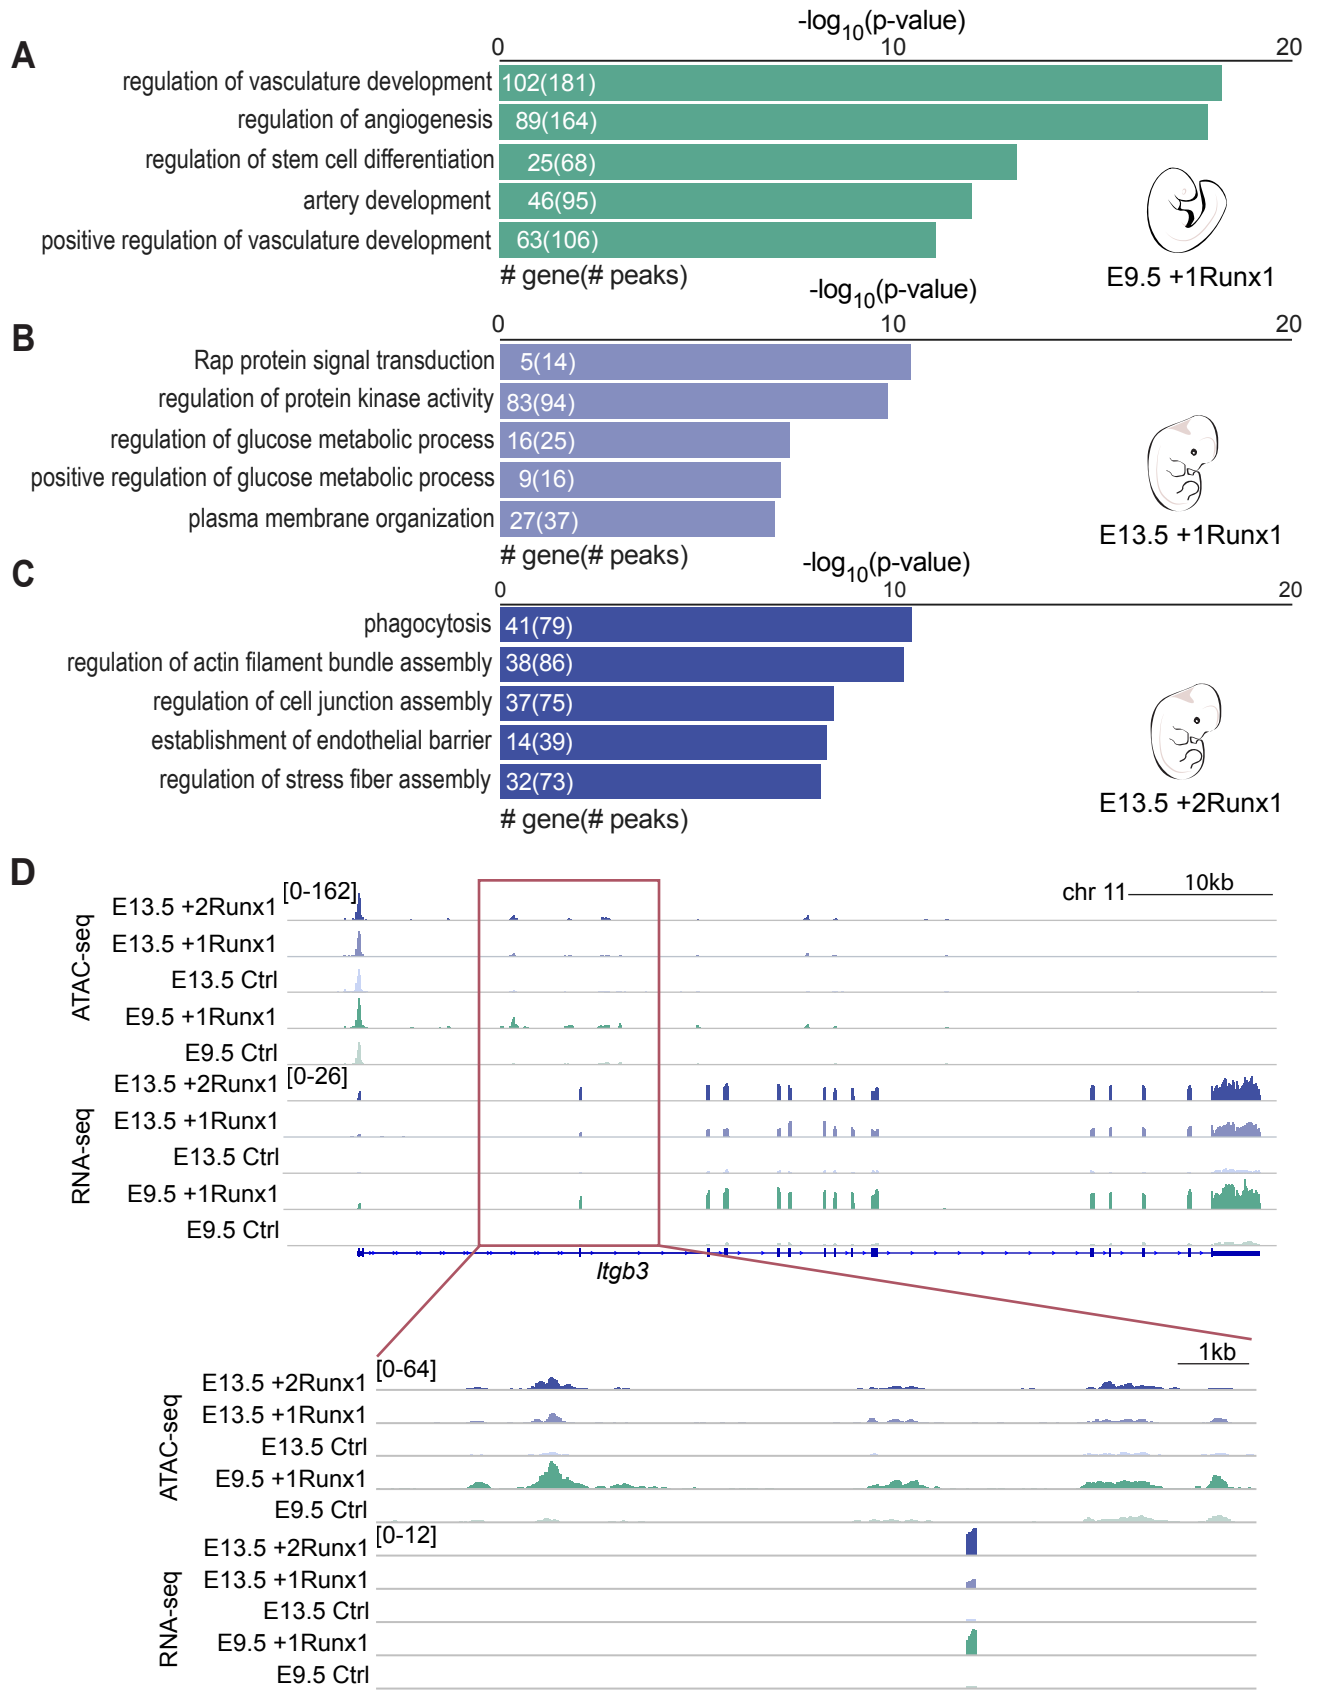 A
-log10(p-value)
0 10 20
regulation of vasculature development 102(181)
regulation of angiogenesis 89(164)
regulation of stem cell differentiation 25(68)
artery development 46(95)
positive regulation of vasculature development 63(106)
# gene(# peaks)
E9.5 +1Runx1
B
-log10(p-value)
0 10 20
Rap protein signal transduction 5(14)
regulation of protein kinase activity 83(94)
regulation of glucose metabolic process 16(25)
positive regulation of glucose metabolic process 9(16)
plasma membrane organization 27(37)
# gene(# peaks)
E13.5 +1Runx1
C
-log10(p-value)
0 10 20
phagocytosis 41(79)
regulation of actin filament bundle assembly 38(86)
regulation of cell junction assembly 37(75)
establishment of endothelial barrier 14(39)
regulation of stress fiber assembly 32(73)
# gene(# peaks)
E13.5 +2Runx1
D
chr 11 10kb
ATAC-seq
E13.5 +2Runx1 [0-162]
E13.5 +1Runx1
E13.5 Ctrl
E9.5 +1Runx1
E9.5 Ctrl
RNA-seq
E13.5 +2Runx1 [0-26]
E13.5 +1Runx1
E13.5 Ctrl
E9.5 +1Runx1
E9.5 Ctrl
Itgb3
1kb
ATAC-seq
E13.5 +2Runx1 [0-64]
E13.5 +1Runx1
E13.5 Ctrl
E9.5 +1Runx1
E9.5 Ctrl
RNA-seq
E13.5 +2Runx1 [0-12]
E13.5 +1Runx1
E13.5 Ctrl
E9.5 +1Runx1
E9.5 Ctrl